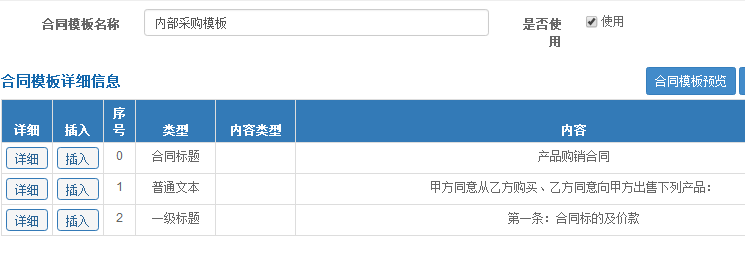 合同模板名称 内部采购模板 是否使用 使用
合同模板详细信息 合同模板预览
详细 插入 序号 类型 内容类型 内容
详细 插入 0 合同标题 产品购销合同
详细 插入 1 普通文本 甲方同意从乙方购买、乙方同意向甲方出售下列产品：
详细 插入 2 一级标题 第一条：合同标的及价款